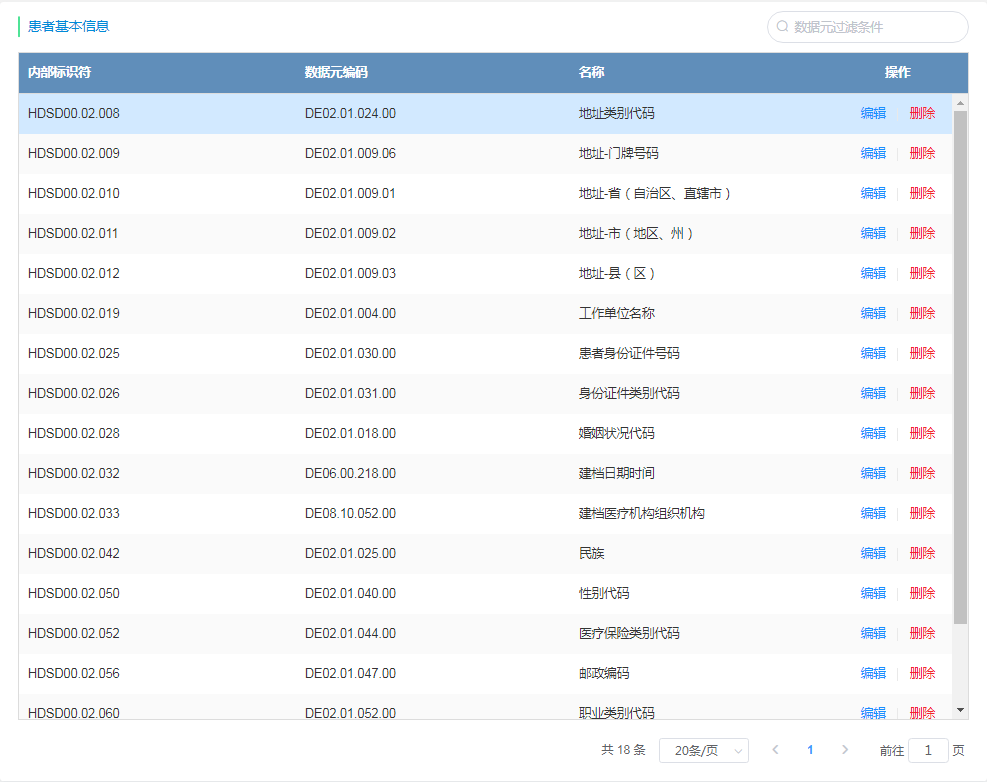 患者基本信息 数据元过滤条件
内部标识符 数据元编码 名称 操作
HDSD00.02.008 DE02.01.024.00 地址类别代码 编辑 删除
HDSD00.02.009 DE02.01.009.06 地址-门牌号码 编辑 删除
HDSD00.02.010 DE02.01.009.01 地址-省（自治区、直辖市） 编辑 删除
HDSD00.02.011 DE02.01.009.02 地址-市（地区、州） 编辑 删除
HDSD00.02.012 DE02.01.009.03 地址-县（区） 编辑 删除
HDSD00.02.019 DE02.01.004.00 工作单位名称 编辑 删除
HDSD00.02.025 DE02.01.030.00 患者身份证件号码 编辑 删除
HDSD00.02.026 DE02.01.031.00 身份证件类别代码 编辑 删除
HDSD00.02.028 DE02.01.018.00 婚姻状况代码 编辑 删除
HDSD00.02.032 DE06.00.218.00 建档日期时间 编辑 删除
HDSD00.02.033 DE08.10.052.00 建档医疗机构组织机构 编辑 删除
HDSD00.02.042 DE02.01.025.00 民族 编辑 删除
HDSD00.02.050 DE02.01.040.00 性别代码 编辑 删除
HDSD00.02.052 DE02.01.044.00 医疗保险类别代码 编辑 删除
HDSD00.02.056 DE02.01.047.00 邮政编码 编辑 删除
HDSD00.02.060 DE02.01.052.00 职业类别代码 编辑 删除
共 18 条 20条/页 1 前往 1 页